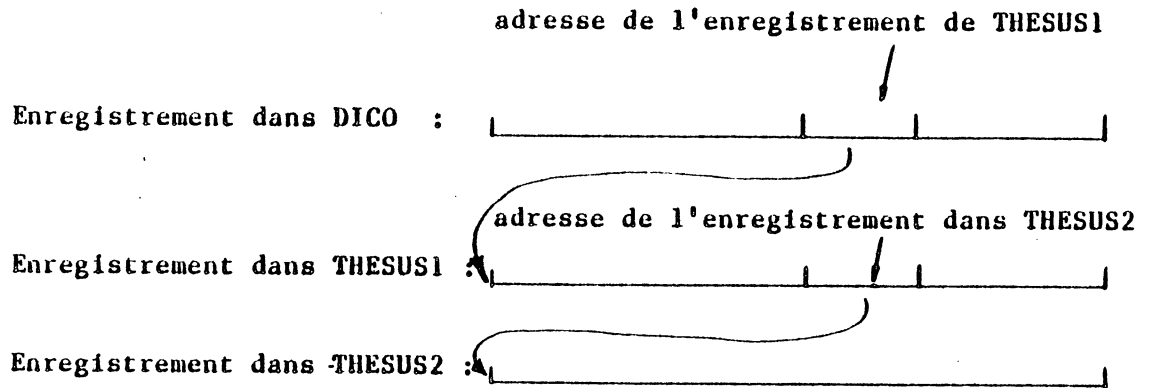 adresse de l'enregistrement de THESUS1
Enregistrement dans DICO :
adresse de l'enregistrement dans THESUS2
Enregistrement dans THESUS1 :
Enregistrement dans THESUS2 :